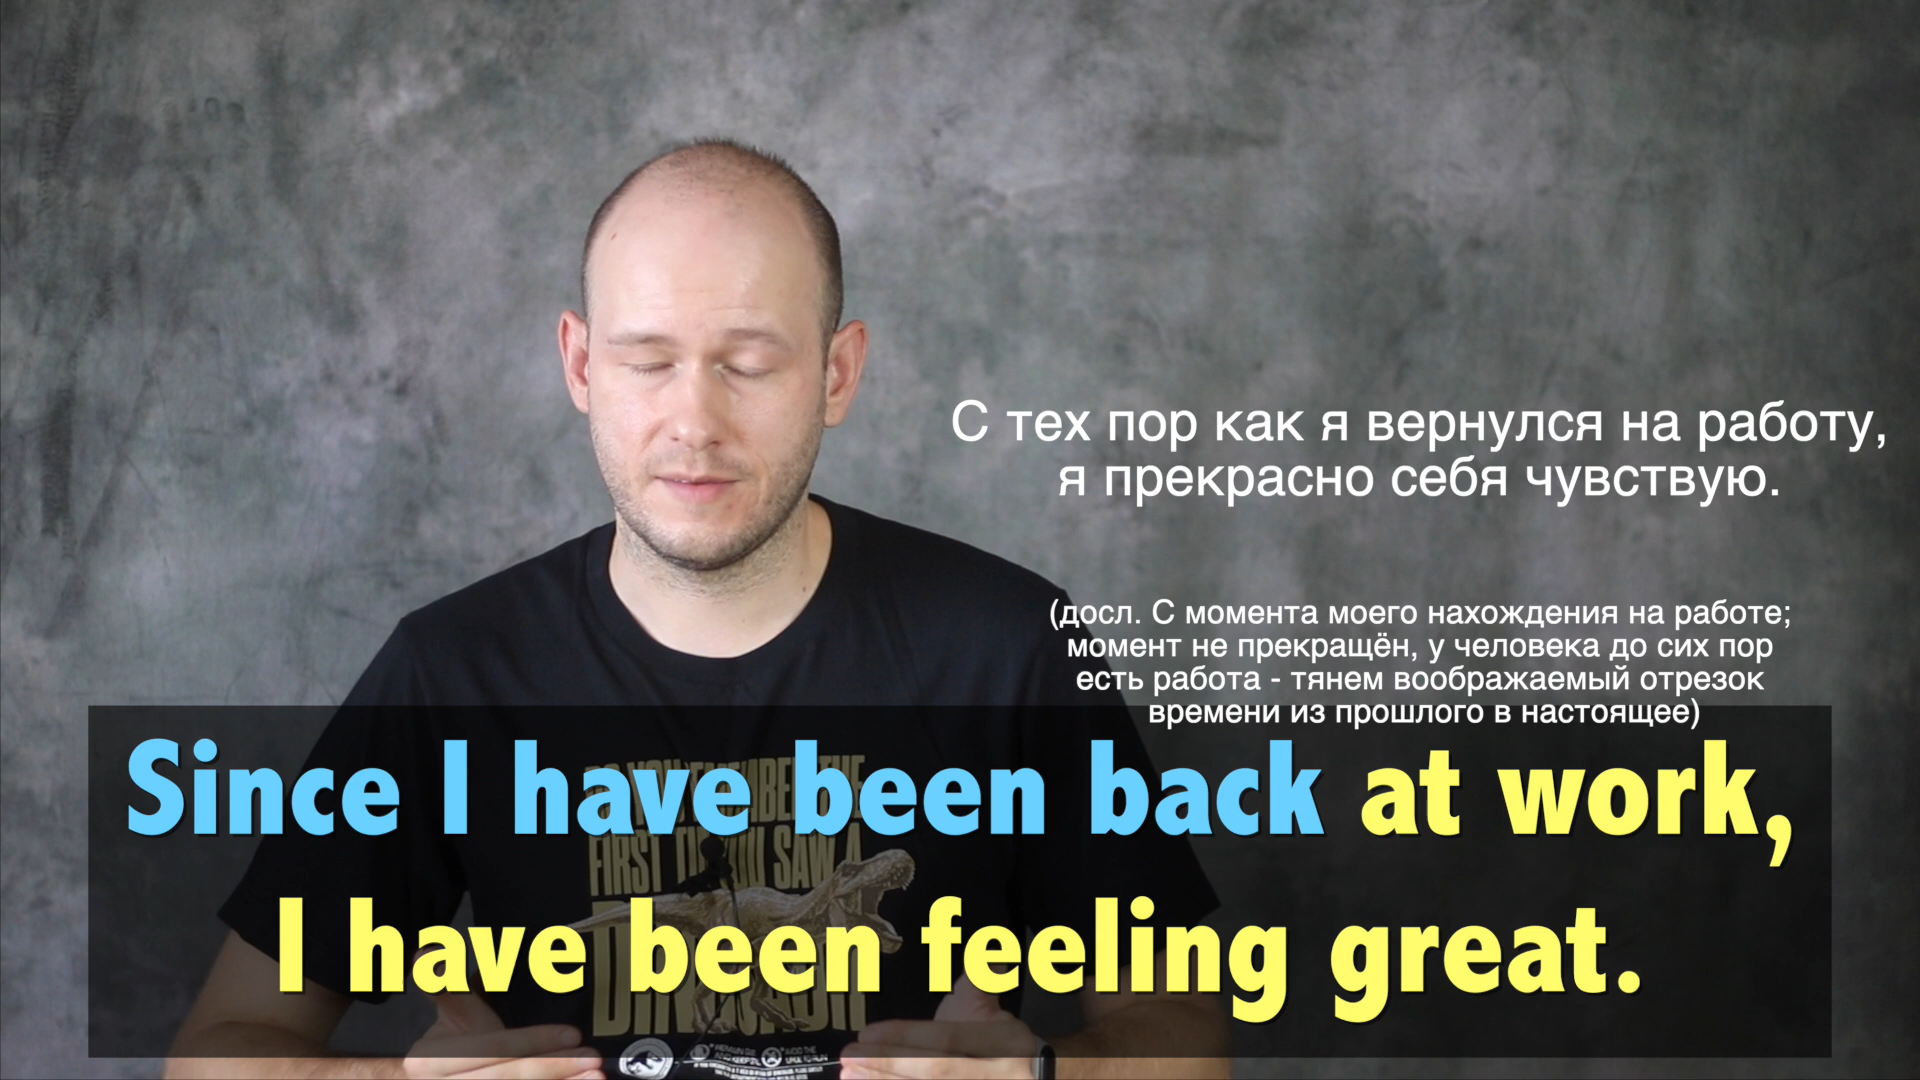 С тех пор как я вернулся на работу,
я прекрасно себя чувствую.
(досл. С момента моего нахождения на работе;
момент не прекращён, у человека до сих пор
есть работа - тянем воображаемый отрезок
времени из прошлого в настоящее)
Since I have been back at work,
I have been feeling great.
FIRST
SAW A